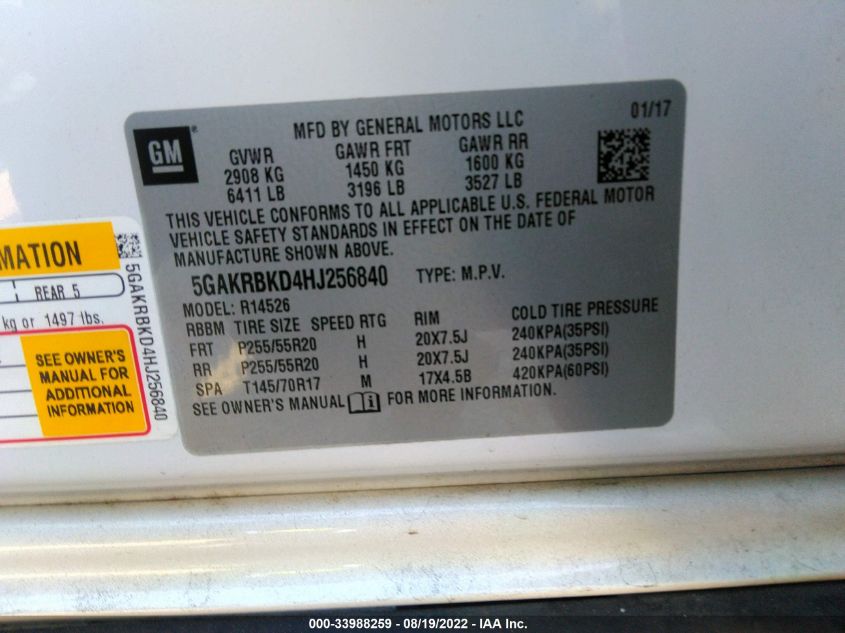 GM
MFD BY GENERAL MOTORS LLC
01/17
GVWR GAWR FRT GAWR RR
2908 KG 1450 KG 1600 KG
6411 LB 3196 LB 3527 LB
THIS VEHICLE CONFORMS TO ALL APPLICABLE U.S. FEDERAL MOTOR
VEHICLE SAFETY STANDARDS IN EFFECT ON THE DATE OF
MANUFACTURE SHOWN ABOVE.
5GAKRBKD4HJ256840 TYPE: M.P.V.
MODEL: R14526
RBBM TIRE SIZE SPEED RTG RIM COLD TIRE PRESSURE
FRT P255/55R20 H 20X7.5J 240KPA(35PSI)
RR P255/55R20 H 20X7.5J 240KPA(35PSI)
SPA T145/70R17 M 17X4.5B 420KPA(60PSI)
SEE OWNER'S MANUAL i FOR MORE INFORMATION.
MATION
REAR 5
kg or 1497 lbs.
SEE OWNER'S
MANUAL FOR
ADDITIONAL
INFORMATION
5GAKRBKD4HJ256840
000-33988259 - 08/19/2022 - IAA Inc.